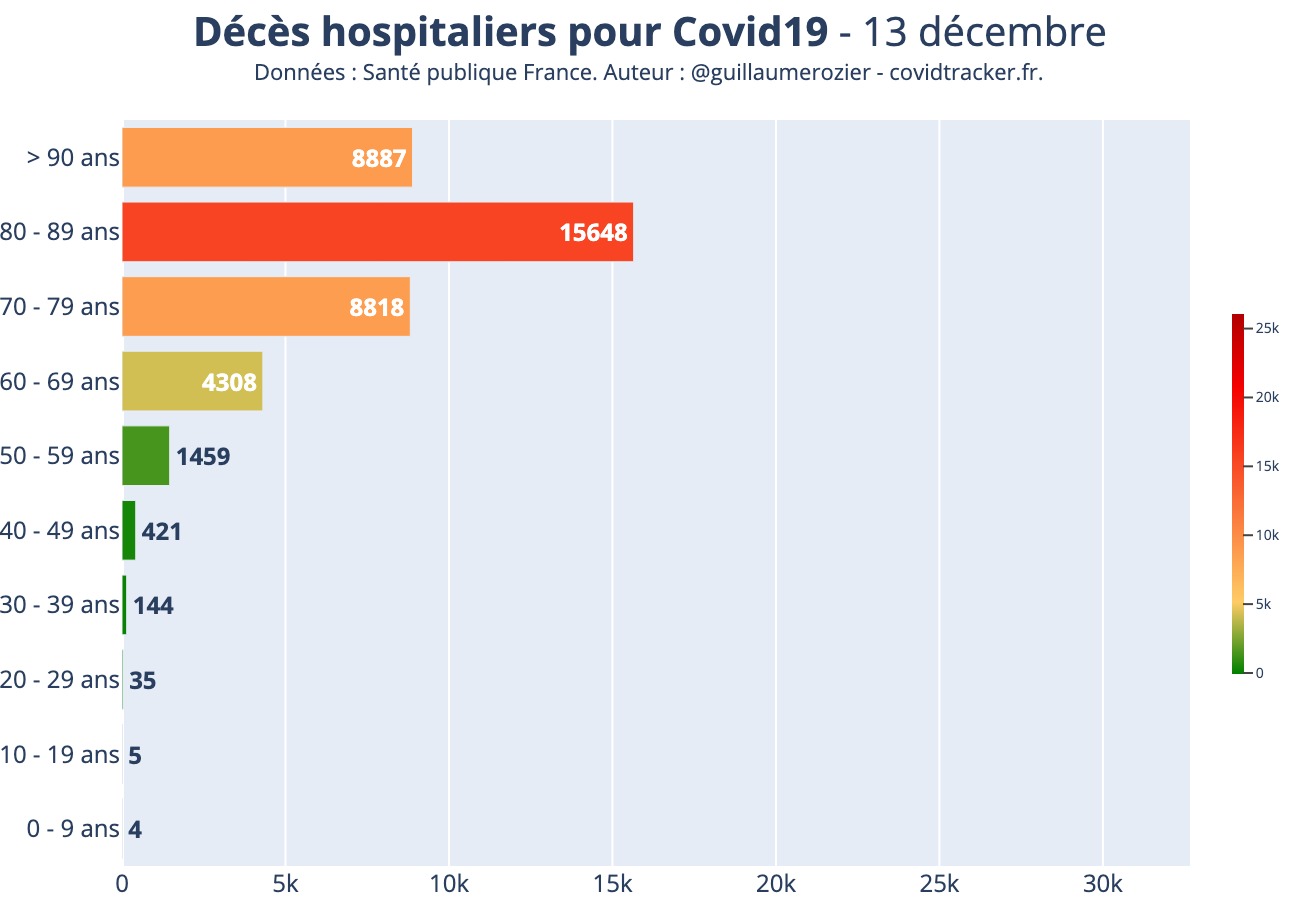 Décès hospitaliers pour Covid19 - 13 décembre
Données : Santé publique France. Auteur : @guillaumerozier - covidtracker.fr.
> 90 ans 8887
80 - 89 ans 15648
70 - 79 ans 8818
60 - 69 ans 4308
50 - 59 ans 1459
40 - 49 ans 421
30 - 39 ans 144
20 - 29 ans 35
10 - 19 ans 5
0 - 9 ans 4
0 5k 10k 15k 20k 25k 30k
25k
20k
15k
10k
5k
0